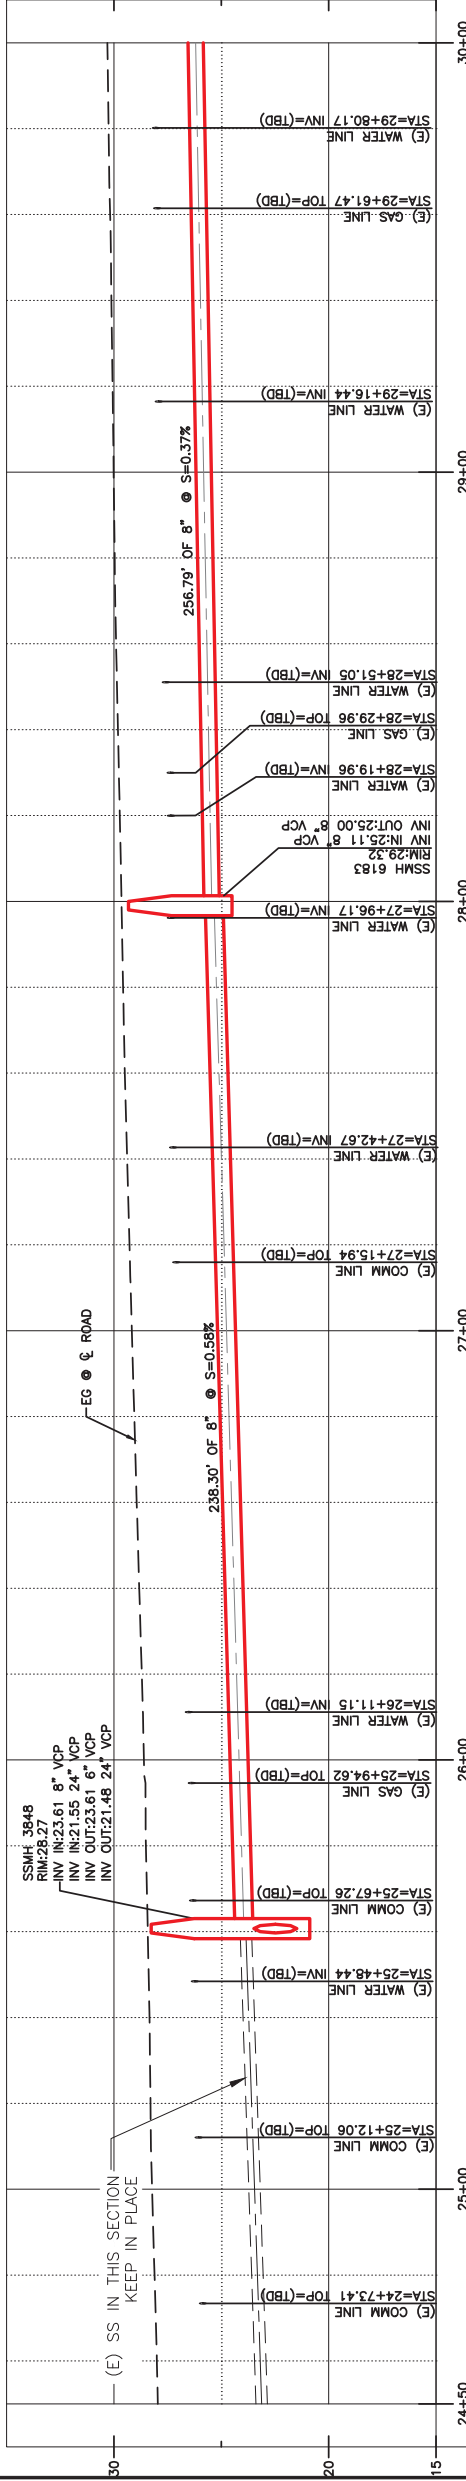 30
20
15
24+50
25+00
26+00
27+00
28+00
29+00
30+00
(E) SS IN THIS SECTION
KEEP IN PLACE
SSMH 3848
RIM:28.27
INV IN:23.61 8" VCP
INV IN:21.55 24" VCP
INV OUT:23.61 6" VCP
INV OUT:21.48 24" VCP
EG @ ℄ ROAD
238.30' OF 8" @ S=0.58%
256.79' OF 8" @ S=0.37%
(E) COMM LINE
STA=24+73.41 TOP=(TBD)
(E) COMM LINE
STA=25+12.06 TOP=(TBD)
(E) WATER LINE
STA=25+48.44 INV=(TBD)
(E) COMM LINE
STA=25+67.26 TOP=(TBD)
(E) GAS LINE
STA=25+94.62 TOP=(TBD)
(E) WATER LINE
STA=26+11.15 INV=(TBD)
(E) COMM LINE
STA=27+15.94 TOP=(TBD)
(E) WATER LINE
STA=27+42.67 INV=(TBD)
(E) WATER LINE
STA=27+96.17 INV=(TBD)
SSMH 6183
RIM:29.32
INV IN:25.11 8" VCP
INV OUT:25.00 8" VCP
(E) WATER LINE
STA=28+19.96 INV=(TBD)
(E) GAS LINE
STA=28+29.96 TOP=(TBD)
(E) WATER LINE
STA=28+51.05 INV=(TBD)
(E) WATER LINE
STA=29+16.44 INV=(TBD)
(E) GAS LINE
STA=29+61.47 TOP=(TBD)
(E) WATER LINE
STA=29+80.17 INV=(TBD)